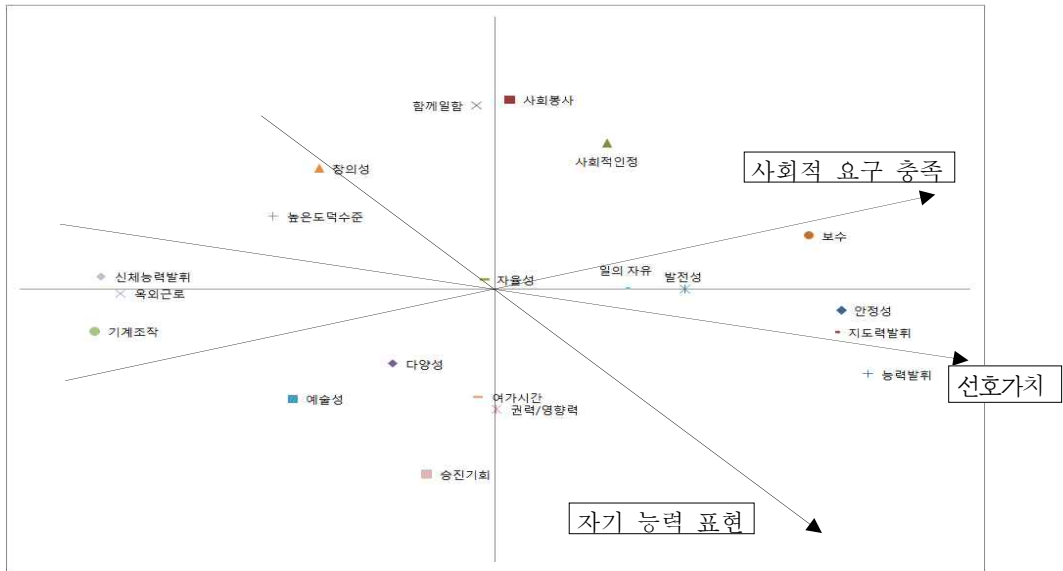 함께일함
사회봉사
사회적인정
사회적 요구 충족
창의성
높은도덕수준
보수
신체능력발휘
자율성
일의 자유
발전성
옥외근로
안정성
기계조작
지도력발휘
다양성
능력발휘
선호가치
예술성
여가시간
권력/영향력
승진기회
자기 능력 표현